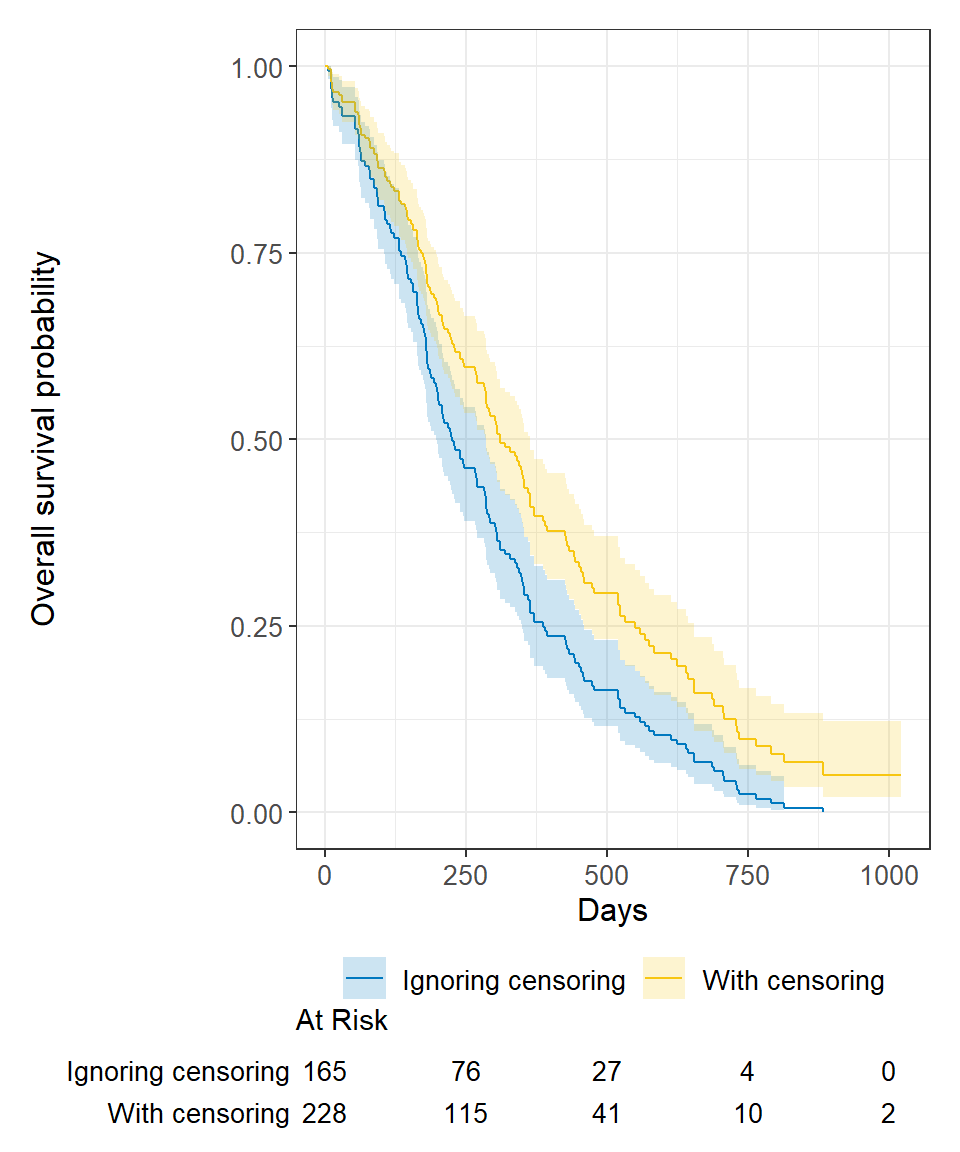 Overall survival probability
1.00
0.75
0.50
0.25
0.00
0 250 500 750 1000
Days
Ignoring censoring With censoring
At Risk
Ignoring censoring 165 76 27 4 0
With censoring 228 115 41 10 2